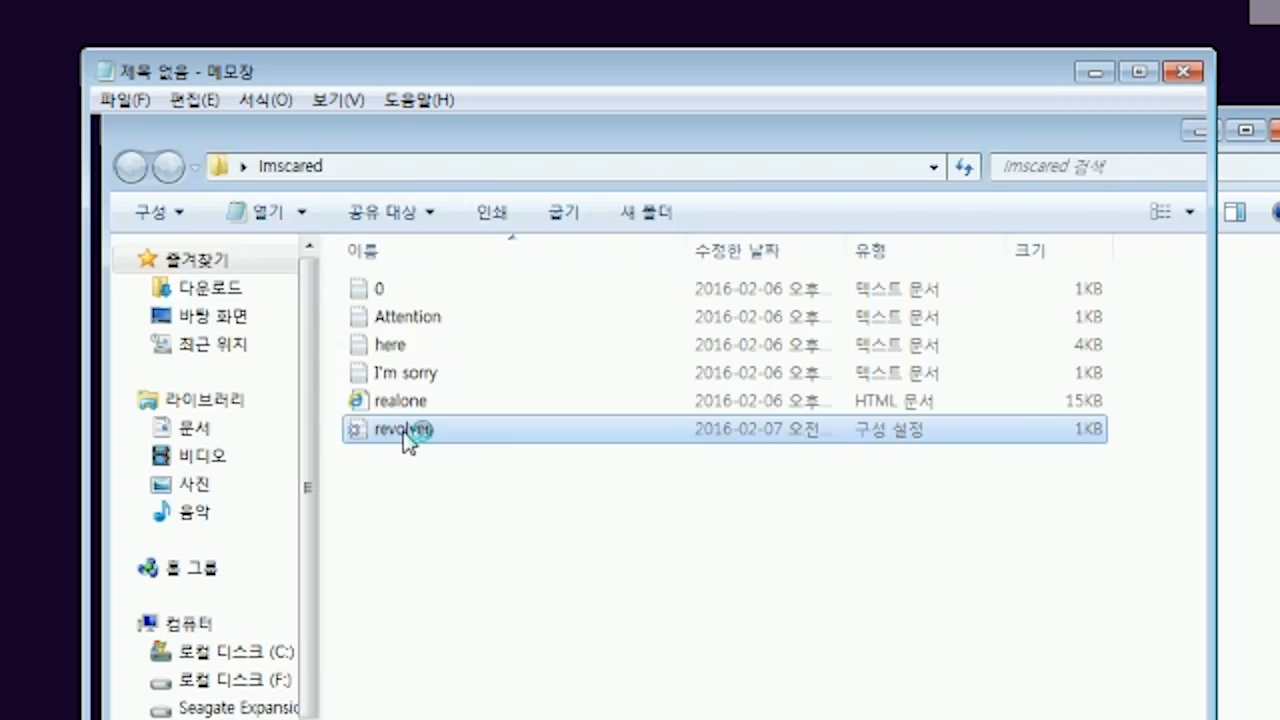 제목 없음 - 메모장
파일(F) 편집(E) 서식(O) 보기(V) 도움말(H)
Imscared
Imscared 검색
구성 열기 공유 대상 인쇄 굽기 새 폴더
이름 수정한 날짜 유형 크기
즐겨찾기
다운로드
바탕 화면
최근 위치
라이브러리
문서
비디오
사진
음악
홈 그룹
컴퓨터
로컬 디스크 (C:)
로컬 디스크 (F:)
Seagate Expansic
0 2016-02-06 오후... 텍스트 문서 1KB
Attention 2016-02-06 오후... 텍스트 문서 1KB
here 2016-02-06 오후... 텍스트 문서 4KB
I'm sorry 2016-02-06 오후... 텍스트 문서 1KB
realone 2016-02-06 오후... HTML 문서 15KB
revolver 2016-02-07 오전... 구성 설정 1KB